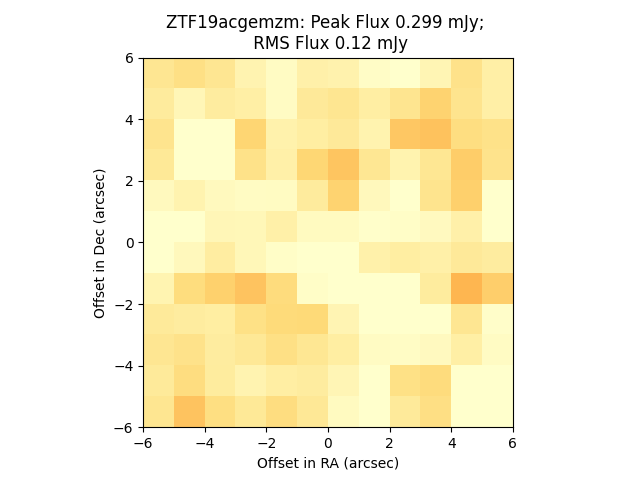 ZTF19acgemzm: Peak Flux 0.299 mJy;
RMS Flux 0.12 mJy
6
4
2
0
−2
−4
−6
Offset in Dec (arcsec)
−6 −4 −2 0 2 4 6
Offset in RA (arcsec)